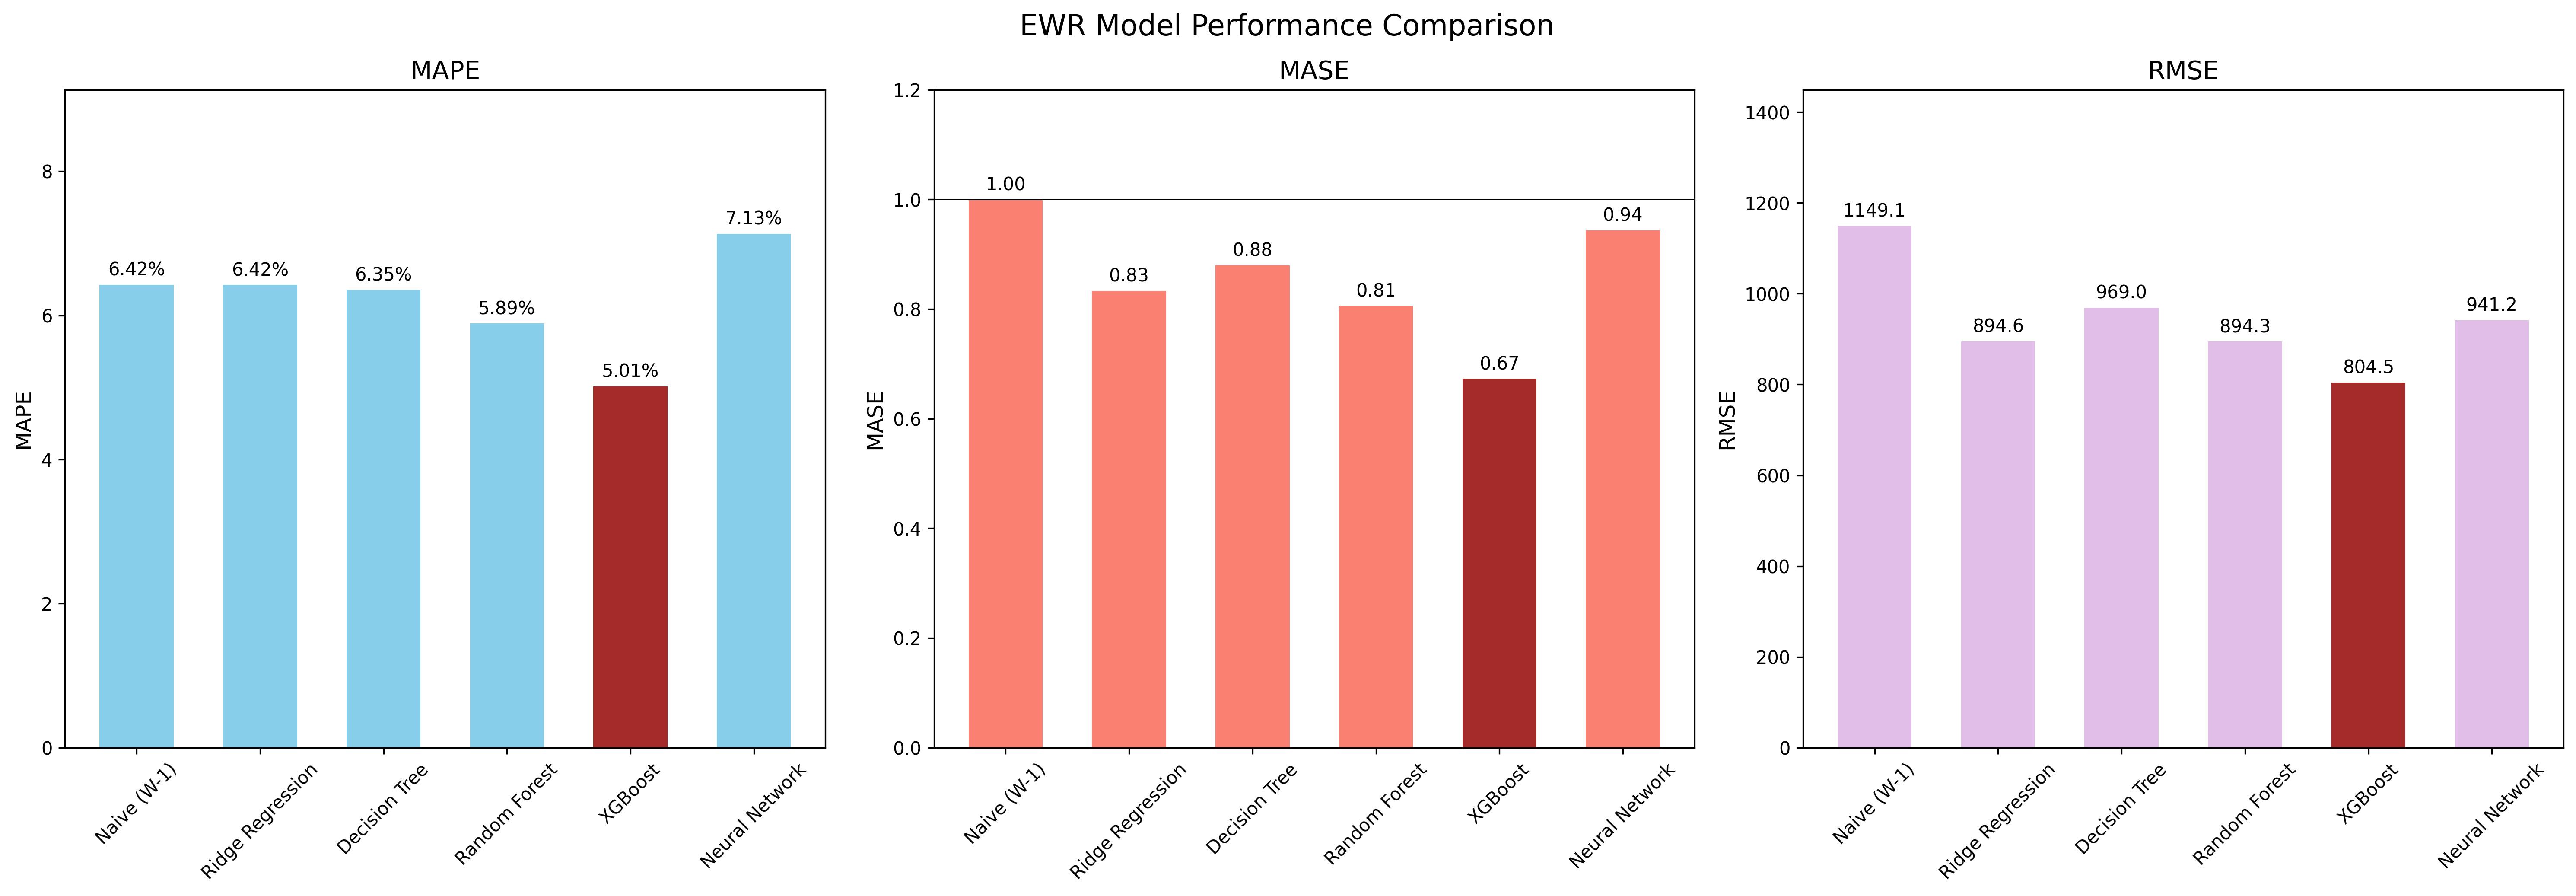 EWR Model Performance Comparison
MAPE
MAPE
8
6
4
2
0
6.42%
6.42%
6.35%
5.89%
5.01%
7.13%
Naive (W-1)
Ridge Regression
Decision Tree
Random Forest
XGBoost
Neural Network
MASE
MASE
1.2
1.0
0.8
0.6
0.4
0.2
0.0
1.00
0.83
0.88
0.81
0.67
0.94
Naive (W-1)
Ridge Regression
Decision Tree
Random Forest
XGBoost
Neural Network
RMSE
RMSE
1400
1200
1000
800
600
400
200
0
1149.1
894.6
969.0
894.3
804.5
941.2
Naive (W-1)
Ridge Regression
Decision Tree
Random Forest
XGBoost
Neural Network